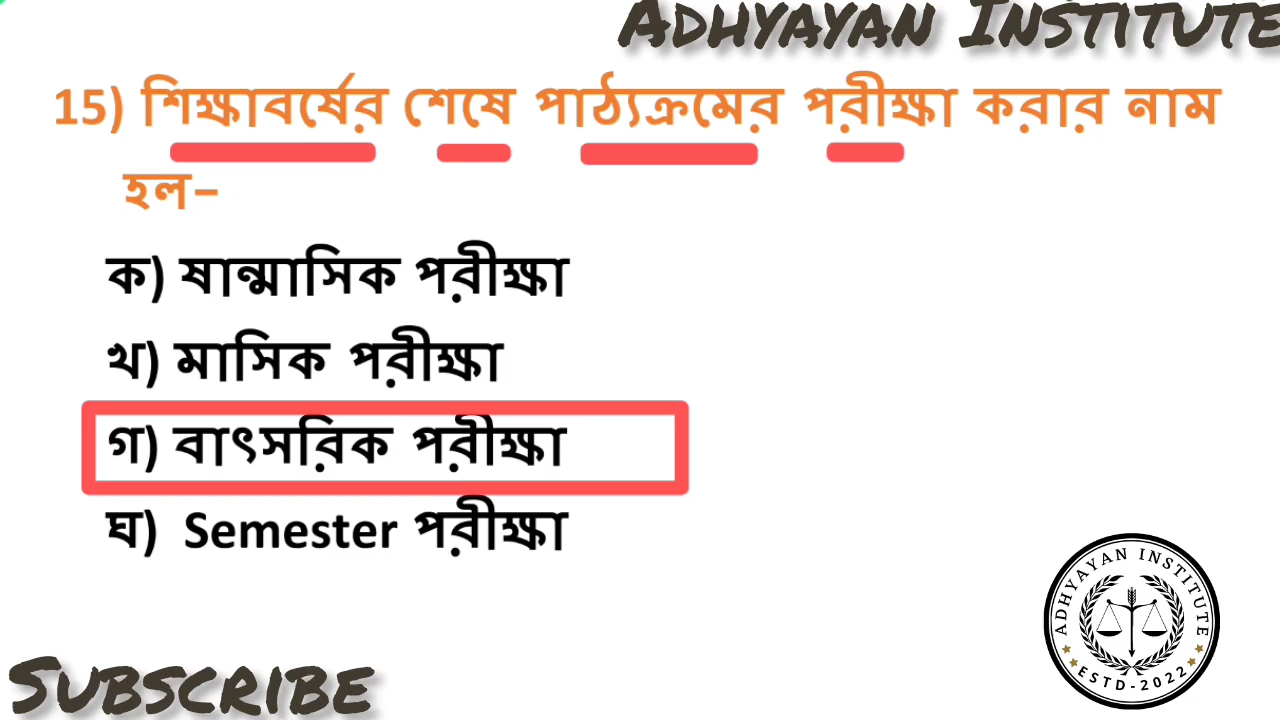 ADHYAYAN INSTITUTE
15) শিক্ষাবর্ষের শেষে পাঠ্যক্রমের পরীক্ষা করার নাম
হল–
ক) ষান্মাসিক পরীক্ষা
খ) মাসিক পরীক্ষা
গ) বাৎসরিক পরীক্ষা
ঘ) Semester পরীক্ষা
ADHYAYAN INSTITUTE
ESTD-2022
SUBSCRIBE